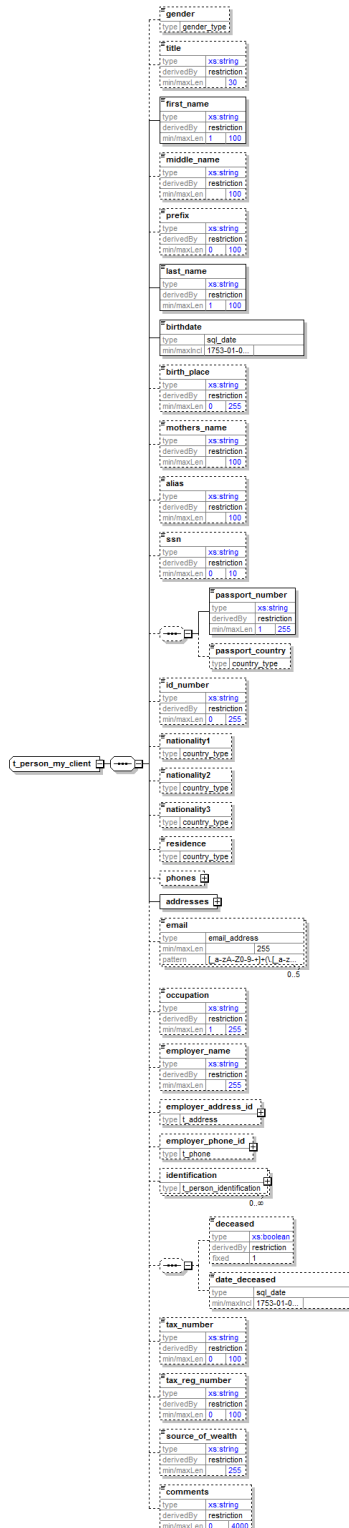 gender
type gender_type
title
type xs:string
derivedBy restriction
min/maxLen 30
first_name
type xs:string
derivedBy restriction
min/maxLen 1 100
middle_name
type xs:string
derivedBy restriction
min/maxLen 100
prefix
type xs:string
derivedBy restriction
min/maxLen 0 100
last_name
type xs:string
derivedBy restriction
min/maxLen 1 100
birthdate
type sql_date
min/maxIncl 1753-01-0...
birth_place
type xs:string
derivedBy restriction
min/maxLen 0 255
mothers_name
type xs:string
derivedBy restriction
min/maxLen 100
alias
type xs:string
derivedBy restriction
min/maxLen 100
ssn
type xs:string
derivedBy restriction
min/maxLen 0 10
passport_number
type xs:string
derivedBy restriction
min/maxLen 1 255
passport_country
type country_type
id_number
type xs:string
derivedBy restriction
min/maxLen 0 255
nationality1
type country_type
t_person_my_client
nationality2
type country_type
nationality3
type country_type
residence
type country_type
phones
addresses
email
type email_address
min/maxLen 255
pattern [_a-zA-Z0-9-+]+(\.[_a-z...
0..5
occupation
type xs:string
derivedBy restriction
min/maxLen 1 255
employer_name
type xs:string
derivedBy restriction
min/maxLen 255
employer_address_id
type t_address
employer_phone_id
type t_phone
identification
type t_person_identification
0..∞
deceased
type xs:boolean
derivedBy restriction
fixed 1
date_deceased
type sql_date
min/maxIncl 1753-01-0...
tax_number
type xs:string
derivedBy restriction
min/maxLen 0 100
tax_reg_number
type xs:string
derivedBy restriction
min/maxLen 0 100
source_of_wealth
type xs:string
derivedBy restriction
min/maxLen 255
comments
type xs:string
derivedBy restriction
min/maxLen 0 4000